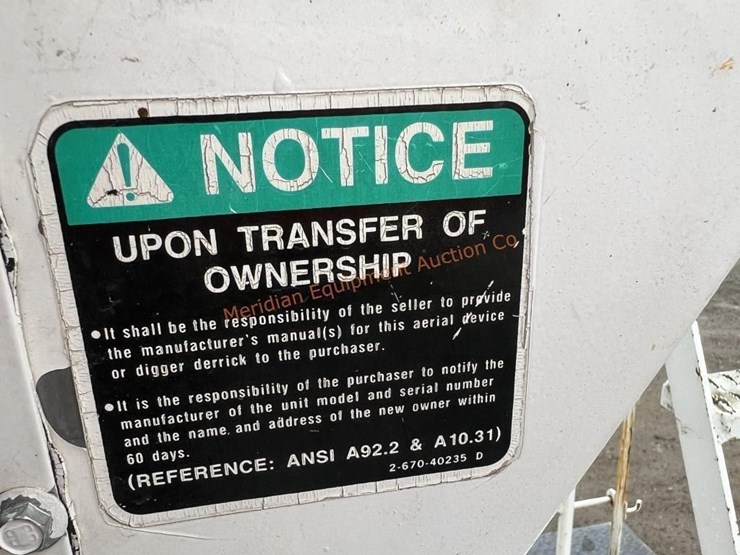 NOTICE
UPON TRANSFER OF
OWNERSHIP
Meridian Equipment Auction Co
• It shall be the responsibility of the seller to provide
the manufacturer's manual(s) for this aerial device
or digger derrick to the purchaser.
• It is the responsibility of the purchaser to notify the
manufacturer of the unit model and serial number
and the name, and address of the new owner within
60 days.
(REFERENCE: ANSI A92.2 & A10.31)
2-670-40235 D